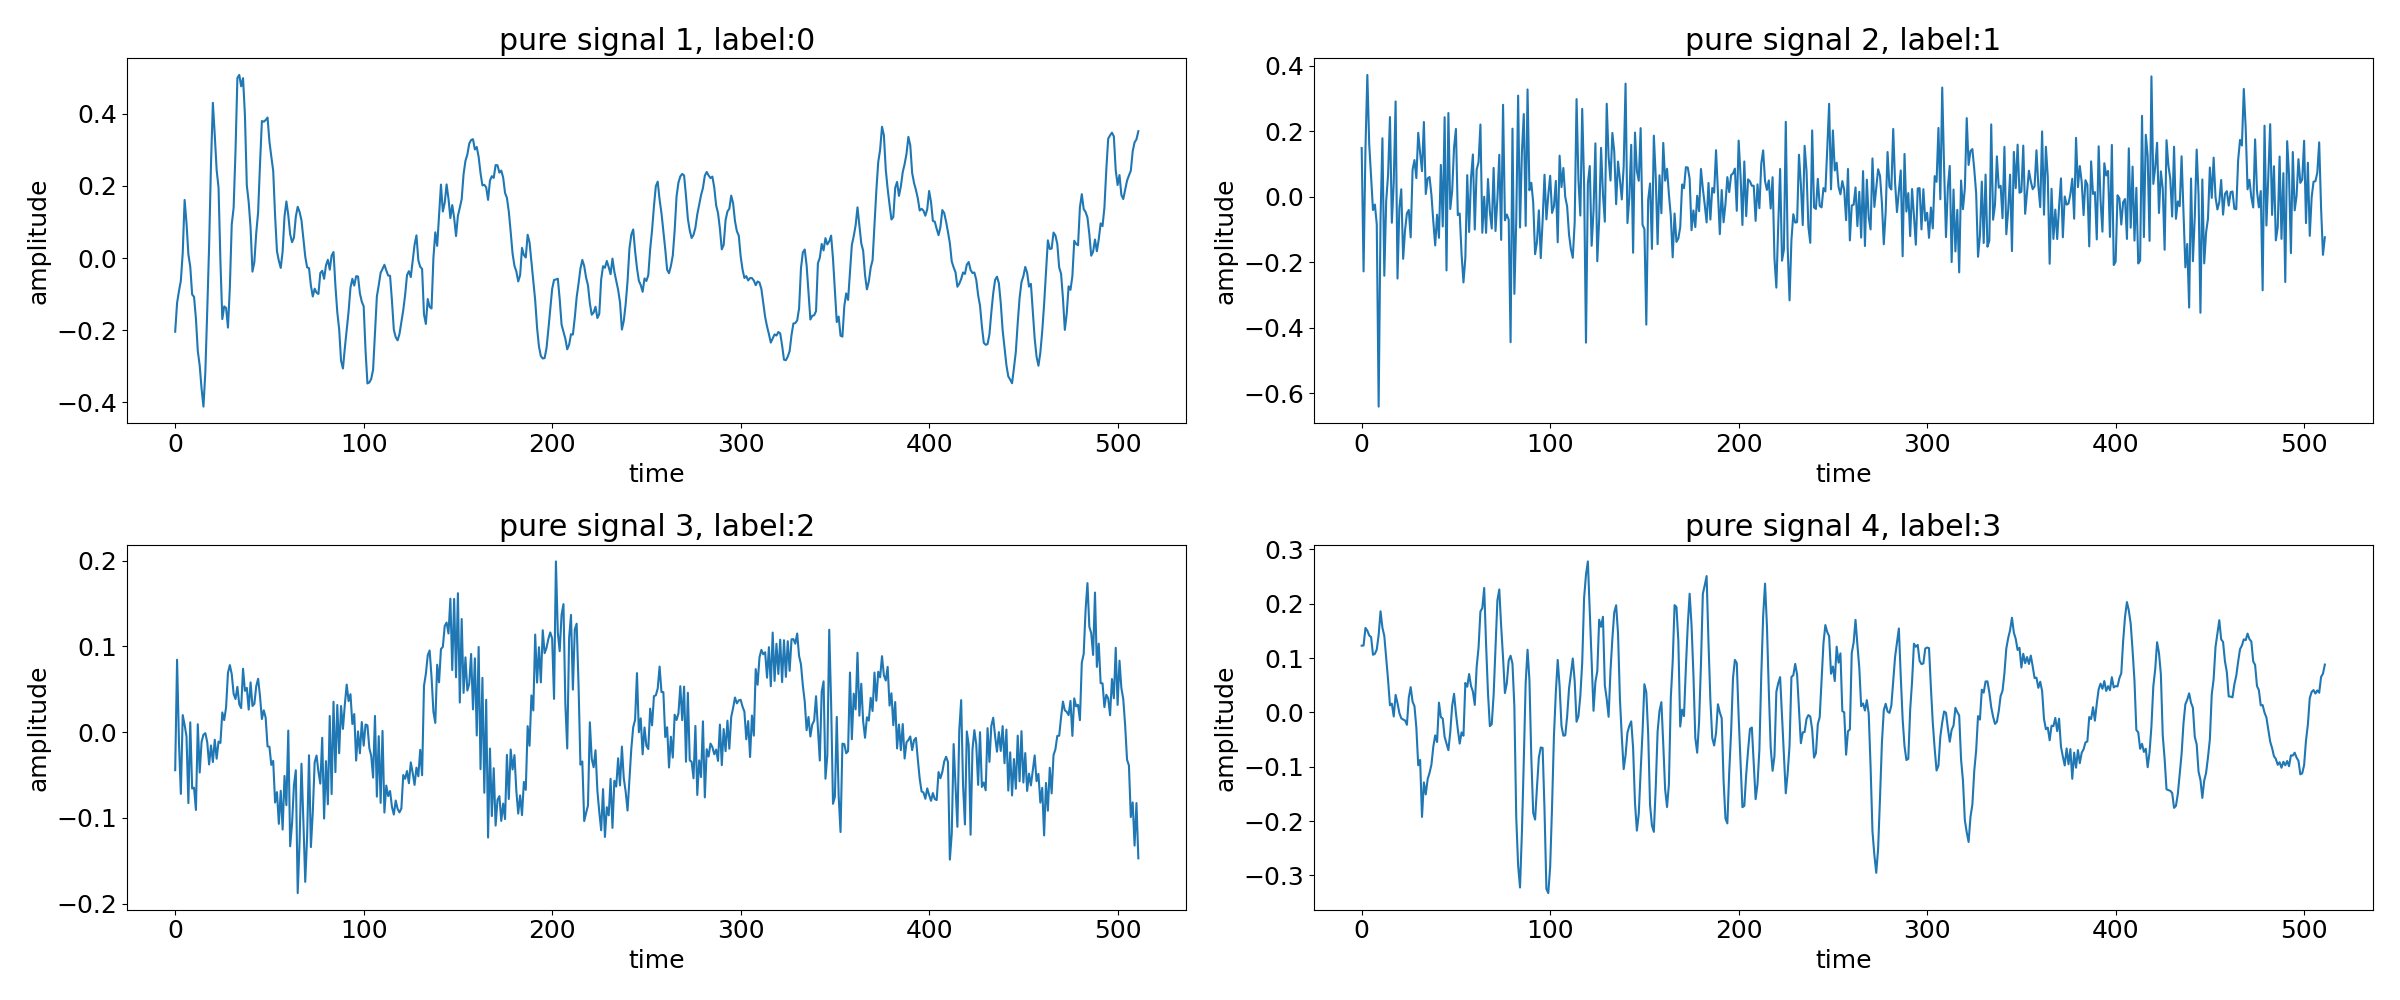 pure signal 1, label:0
0.4
0.2
0.0
−0.2
−0.4
amplitude
0 100 200 300 400 500
time
pure signal 2, label:1
0.4
0.2
0.0
−0.2
−0.4
−0.6
amplitude
0 100 200 300 400 500
time
pure signal 3, label:2
0.2
0.1
0.0
−0.1
−0.2
amplitude
0 100 200 300 400 500
time
pure signal 4, label:3
0.3
0.2
0.1
0.0
−0.1
−0.2
−0.3
amplitude
0 100 200 300 400 500
time